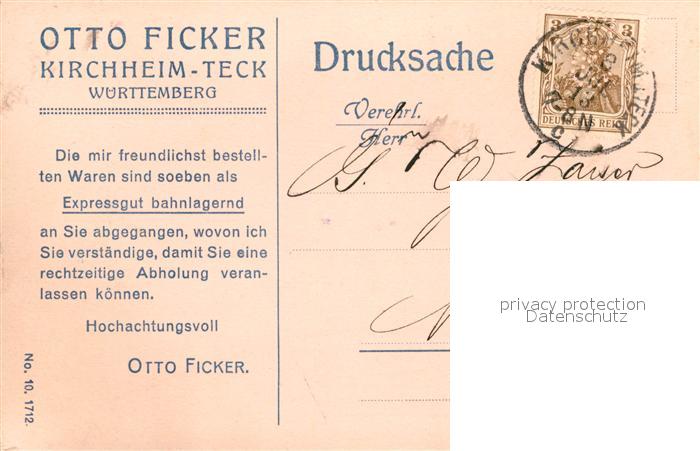 OTTO FICKER
KIRCHHEIM-TECK
WÜRTTEMBERG
Die mir freundlichst bestell-
ten Waren sind soeben als
Expressgut bahnlagernd
an Sie abgegangen, wovon ich
Sie verständige, damit Sie eine
rechtzeitige Abholung veran-
lassen können.
Hochachtungsvoll
OTTO FICKER.
No. 10. 1712.
Drucksache
3 3
DEUTSCHES REICH
KIRCHHEIM u. TECK
Verehrl.
Herrn
G. W.
privacy protection
Datenschutz